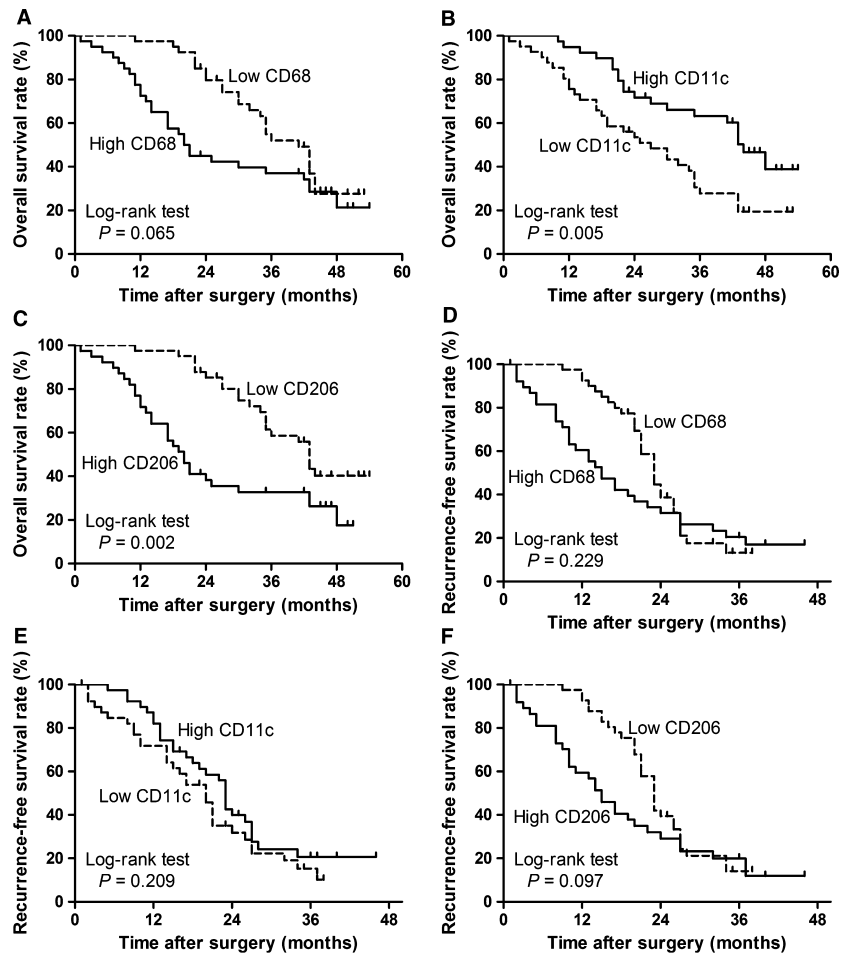 A
Overall survival rate (%)
100
80
60
40
20
0
Low CD68
High CD68
Log-rank test
P = 0.065
0 12 24 36 48 60
Time after surgery (months)
B
Overall survival rate (%)
100
80
60
40
20
0
High CD11c
Low CD11c
Log-rank test
P = 0.005
0 12 24 36 48 60
Time after surgery (months)
C
Overall survival rate (%)
100
80
60
40
20
0
Low CD206
High CD206
Log-rank test
P = 0.002
0 12 24 36 48 60
Time after surgery (months)
D
Recurrence-free survival rate (%)
100
80
60
40
20
0
Low CD68
High CD68
Log-rank test
P = 0.229
0 12 24 36 48
Time after surgery (months)
E
Recurrence-free survival rate (%)
100
80
60
40
20
0
High CD11c
Low CD11c
Log-rank test
P = 0.209
0 12 24 36 48
Time after surgery (months)
F
Recurrence-free survival rate (%)
100
80
60
40
20
0
Low CD206
High CD206
Log-rank test
P = 0.097
0 12 24 36 48
Time after surgery (months)